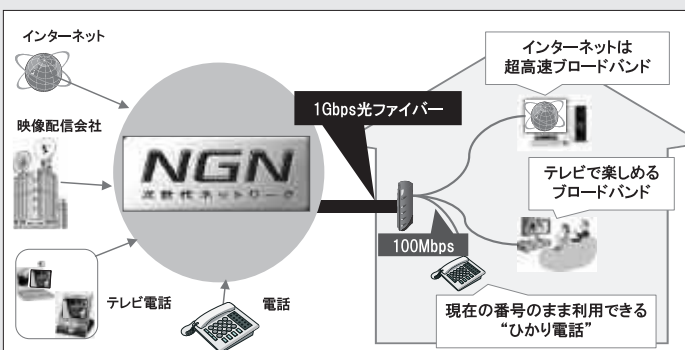 インターネット
映像配信会社
NGN
次世代ネットワーク
テレビ電話
電話
1Gbps光ファイバー
100Mbps
インターネットは
超高速ブロードバンド
テレビで楽しめる
ブロードバンド
現在の番号のまま利用できる
“ひかり電話”